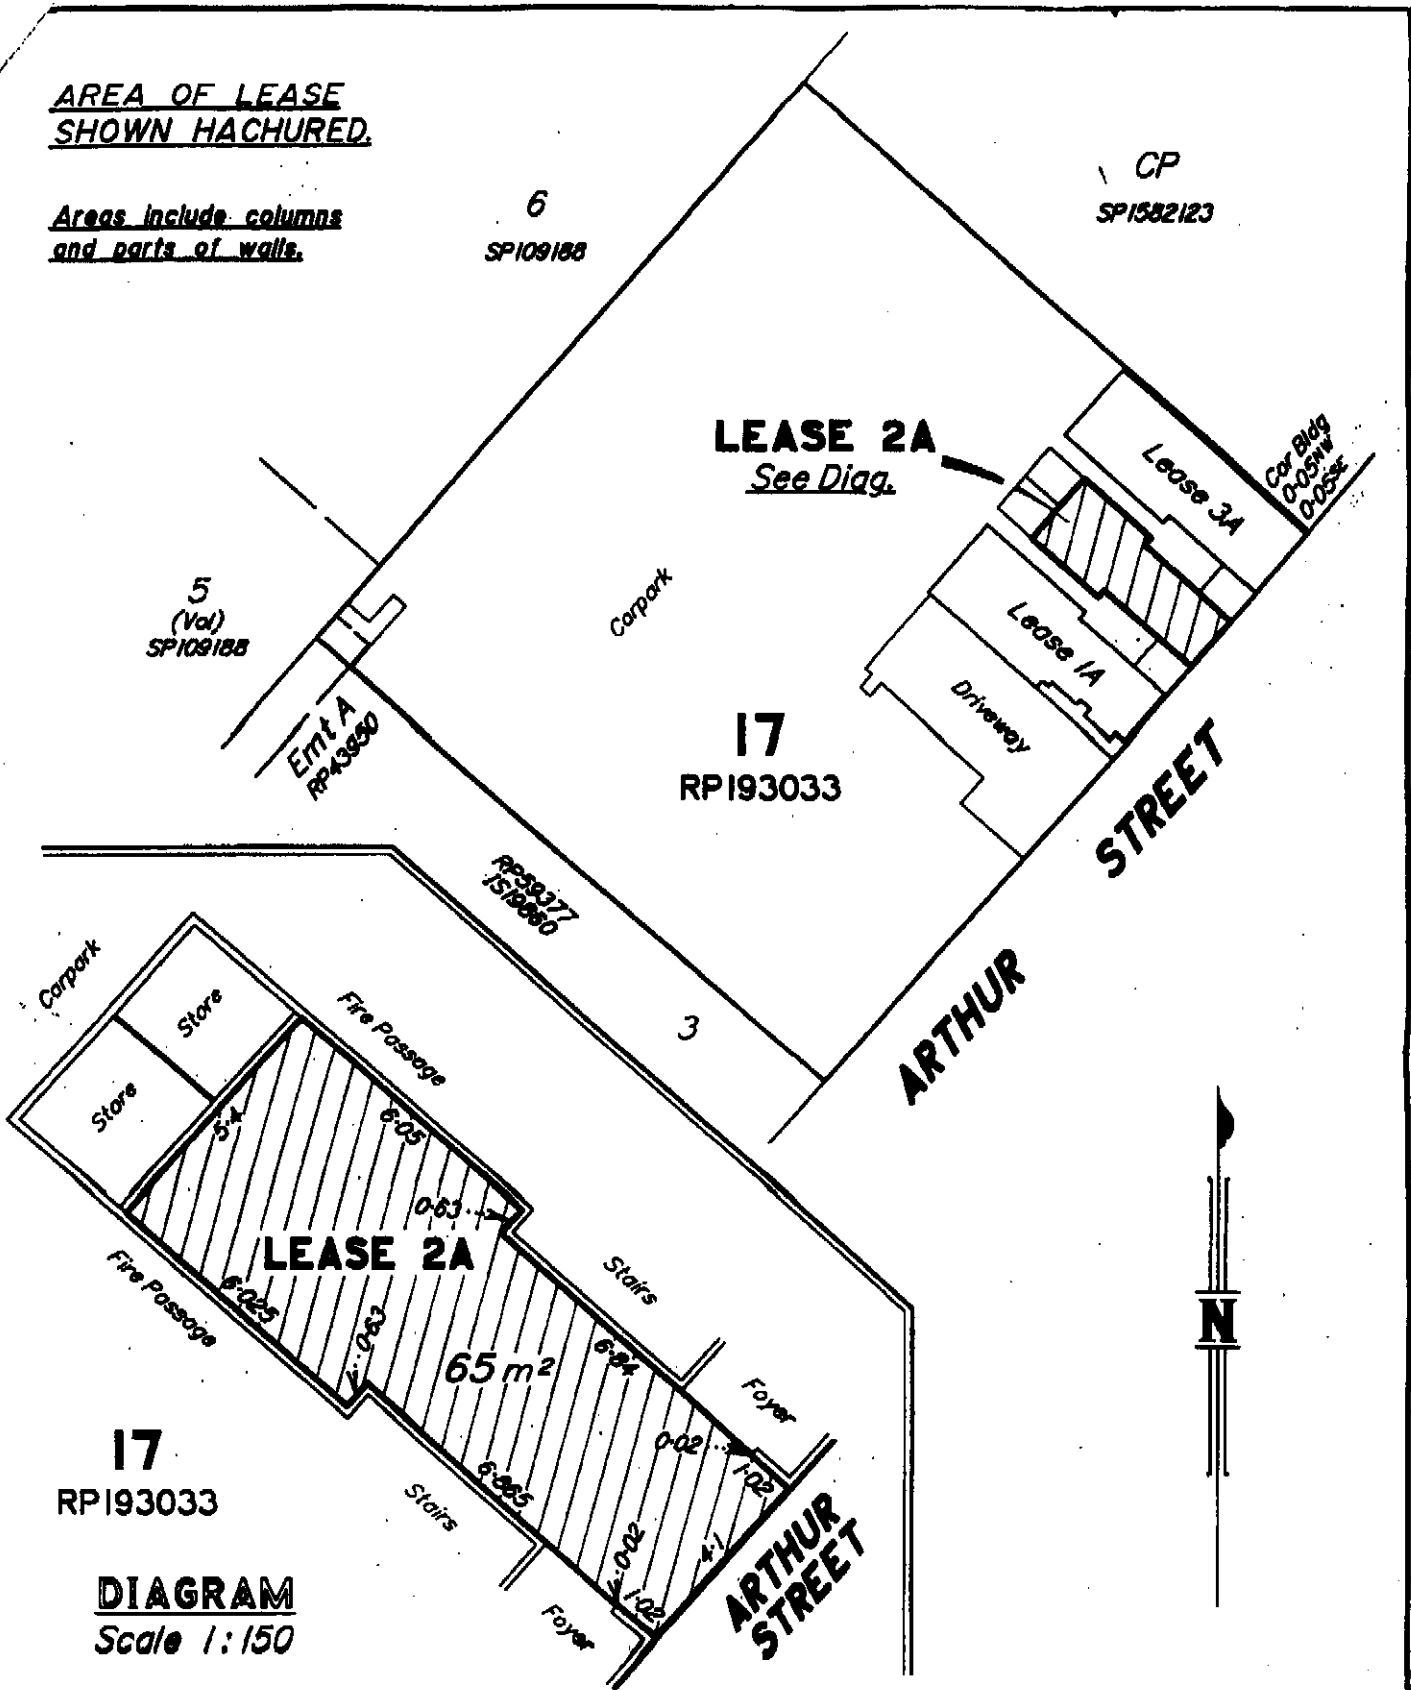 AREA OF LEASE
SHOWN HACHURED.
Areas include columns
and parts of walls.
6
SP109188
CP
SP1582123
LEASE 2A
See Diag.
Lease 3A
Cor Bldg
0·05NW
0·05SE
5
(Vol)
SP109188
Carpark
Lease 1A
Driveway
Emt A
RP43950
17
RP193033
ARTHUR STREET
RP59377
IS19860
3
Carpark
Store
Store
Fire Passage
5·4
6·05
0·63
LEASE 2A
Fire Passage
6·025
0·63
65 m²
Stairs
6·84
Foyer
0·02
1·02
6·865
Stairs
0·02
4·1
1·02
Foyer
ARTHUR
STREET
17
RP193033
DIAGRAM
Scale 1:150
N